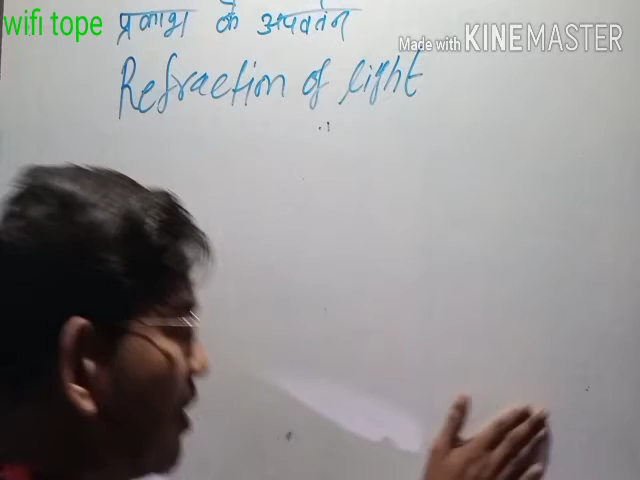 wifi tope
प्रकाश के अपवर्तन
Made with KINEMASTER
Refraction of light